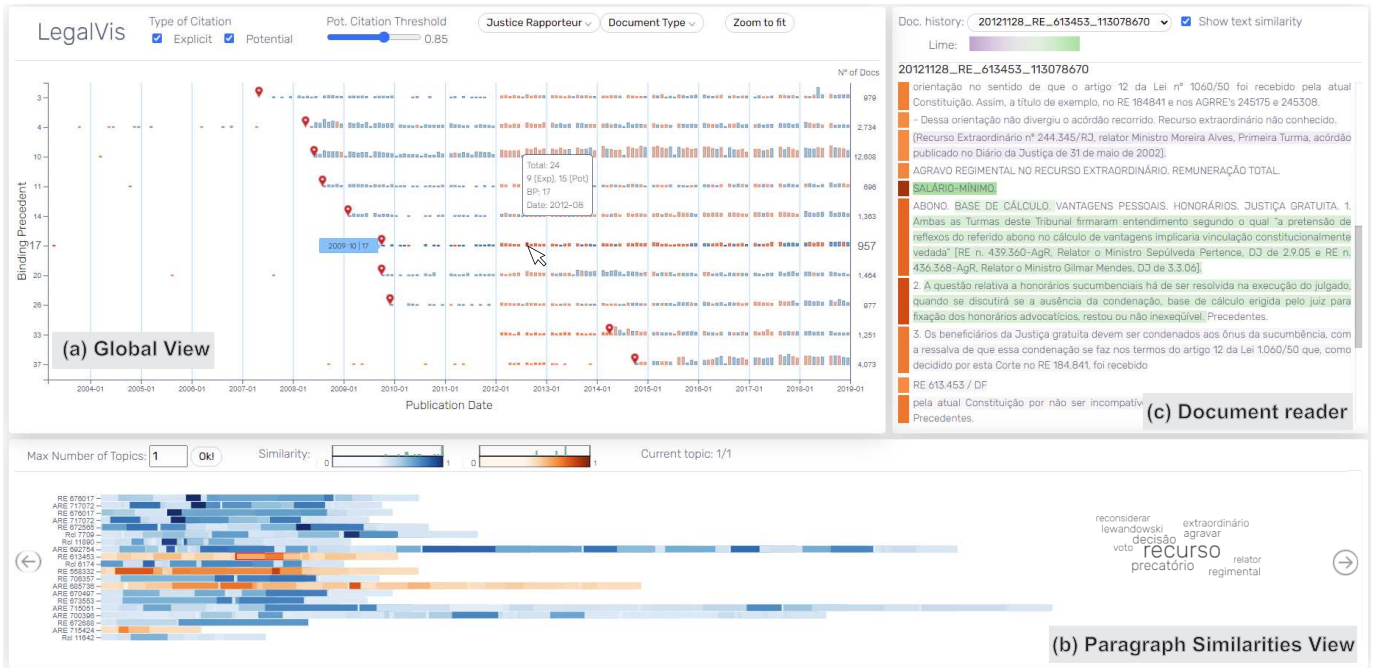 LegalVis
Type of Citation
Explicit
Potential
Pot. Citation Threshold
0.85
Justice Rapporteur
Document Type
Zoom to fit
Nº of Docs
Binding Precedent
3
979
6
2,734
10
12,608
11
696
14
1,363
17
957
20
1,464
26
977
33
1,251
37
4,073
Total: 24
9 (Exp), 15 (Pot)
BP: 17
Date: 2012-08
2009-10 | 17
(a) Global View
2004-01 2005-01 2006-01 2007-01 2008-01 2009-01 2010-01 2011-01 2012-01 2013-01 2014-01 2015-01 2016-01 2017-01 2018-01 2019-01
Publication Date
Doc. history: 20121128_RE_613453_113078670
Show text similarity
Lime:
20121128_RE_613453_113078670
orientação no sentido de que o artigo 12 da Lei nº 1060/50 foi recebido pela atual
Constituição. Assim, a título de exemplo, no RE 184841 e nos AGRRE's 245175 e 245308.
- Dessa orientação não divergiu o acórdão recorrido. Recurso extraordinário não conhecido.
(Recurso Extraordinário nº 244.345/RJ, relator Ministro Moreira Alves, Primeira Turma, acórdão
publicado no Diário da Justiça de 31 de maio de 2002).
AGRAVO REGIMENTAL NO RECURSO EXTRAORDINÁRIO. REMUNERAÇÃO TOTAL.
SALÁRIO-MÍNIMO.
ABONO. BASE DE CÁLCULO. VANTAGENS PESSOAIS. HONORÁRIOS. JUSTIÇA GRATUITA. 1.
Ambas as Turmas deste Tribunal firmaram entendimento segundo o qual "a pretensão de
reflexos do referido abono no cálculo de vantagens implicaria vinculação constitucionalmente
vedada" [RE n. 439.360-AgR, Relator o Ministro Sepúlveda Pertence, DJ de 2.9.05 e RE n.
436.368-AgR, Relator o Ministro Gilmar Mendes, DJ de 3.3.06].
2. A questão relativa a honorários sucumbenciais há de ser resolvida na execução do julgado,
quando se discutirá se a ausência da condenação, base de cálculo erigida pelo juiz para
fixação dos honorários advocatícios, restou ou não inexeqüível. Precedentes.
3. Os beneficiários da Justiça gratuita devem ser condenados aos ônus da sucumbência, com
a ressalva de que essa condenação se faz nos termos do artigo 12 da Lei 1.060/50 que, como
decidido por esta Corte no RE 184.841, foi recebido
RE 613.453 / DF
pela atual Constituição por não ser incompatív
Precedentes.
(c) Document reader
Max Number of Topics: 1
Ok!
Similarity:
0 1
0 1
Current topic: 1/1
RE 676017
ARE 717072
RE 676017
ARE 717072
RE 672565
Rcl 7709
Rcl 11890
ARE 692754
RE 613453
Rcl 6174
RE 558332
RE 706357
ARE 685736
RE 670497
RE 673553
ARE 715051
ARE 700396
RE 672688
ARE 715424
Rcl 11642
reconsiderar
lewandowski
extraordinário
decisão
agravar
voto
recurso
precatório
relator
regimental
(b) Paragraph Similarities View